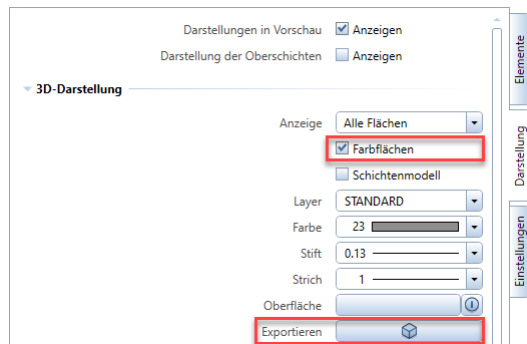 Darstellungen in Vorschau Anzeigen
Darstellung der Oberschichten Anzeigen
3D-Darstellung
Anzeige Alle Flächen
Farbflächen
Schichtenmodell
Layer STANDARD
Farbe 23
Stift 0.13
Strich 1
Oberfläche
Exportieren
Elemente
Darstellung
Einstellungen